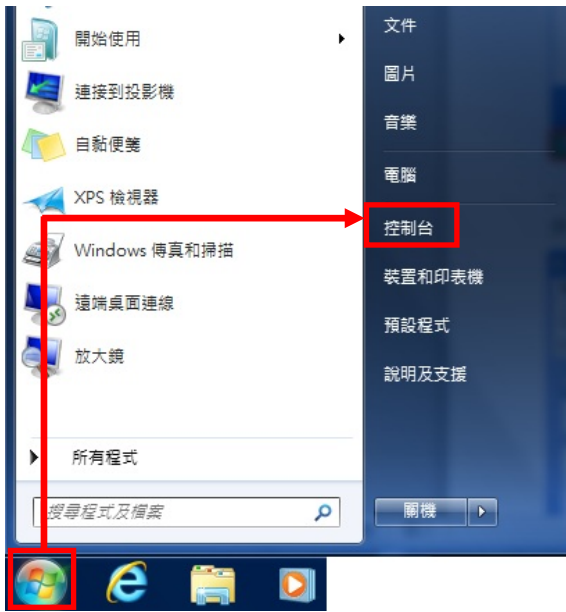 開始使用
連接到投影機
自黏便箋
XPS 檢視器
Windows 傳真和掃描
遠端桌面連線
放大鏡
所有程式
搜尋程式及檔案
文件
圖片
音樂
電腦
控制台
裝置和印表機
預設程式
說明及支援
關機